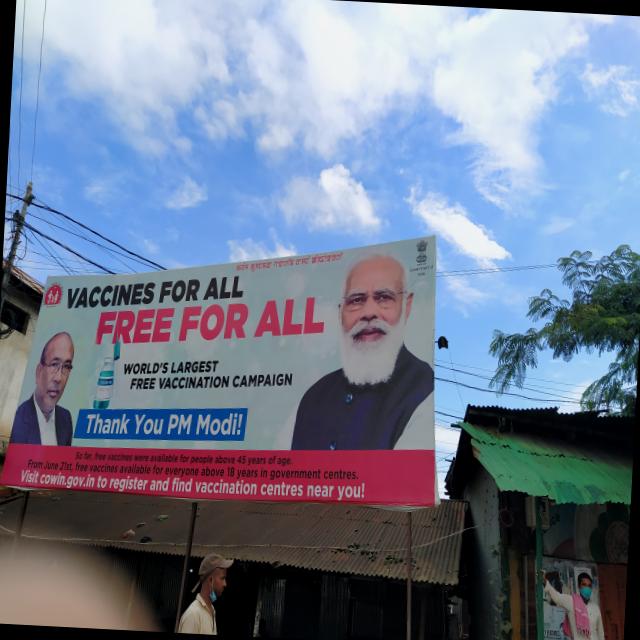 VACCINES FOR ALL
FREE FOR ALL
WORLD'S LARGEST
FREE VACCINATION CAMPAIGN
Thank You PM Modi!
So far, free vaccines were available for people above 45 years of age.
From June 21st, free vaccines available for everyone above 18 years in government centres.
Visit cowin.gov.in to register and find vaccination centres near you!